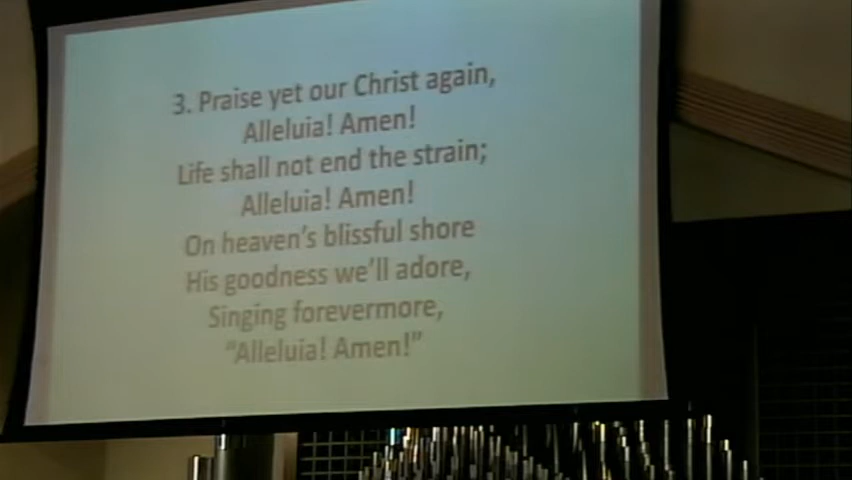 3. Praise yet our Christ again,
Alleluia! Amen!
Life shall not end the strain;
Alleluia! Amen!
On heaven's blissful shore
His goodness we'll adore,
Singing forevermore,
“Alleluia! Amen!”